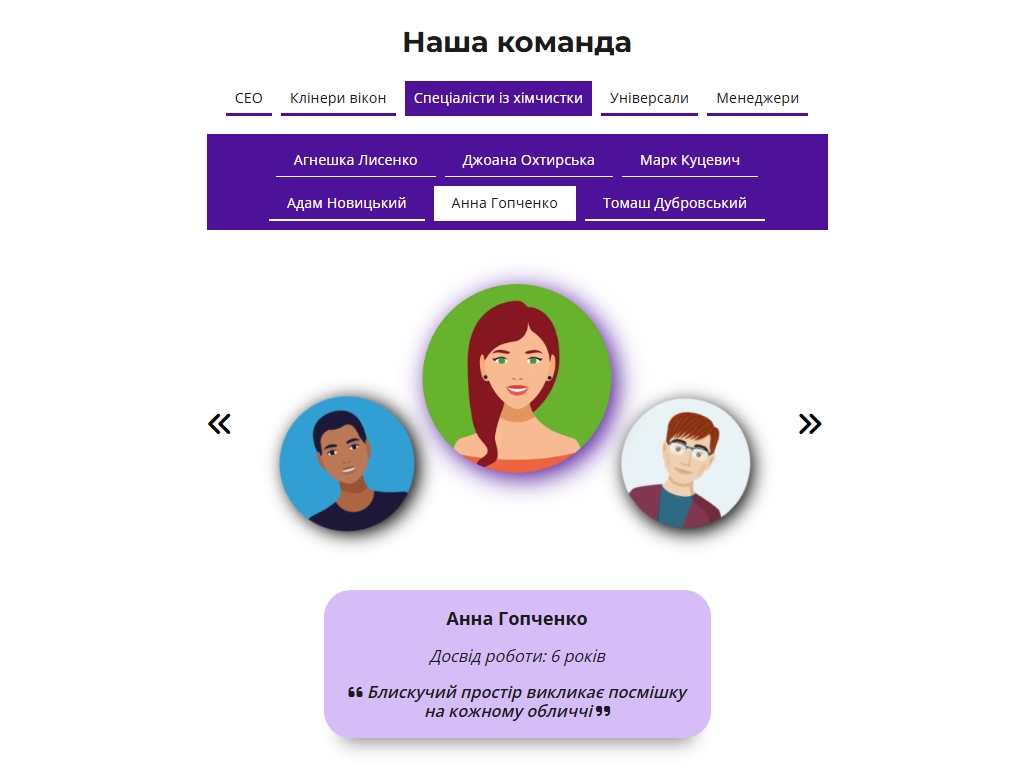 Наша команда
CEO Клінери вікон Спеціалісти із хімчистки Універсали Менеджери
Агнешка Лисенко Джоана Охтирська Марк Куцевич
Адам Новицький Анна Гопченко Томаш Дубровський
Анна Гопченко
Досвід роботи: 6 років
❝ Блискучий простір викликає посмішку
на кожному обличчі ❞